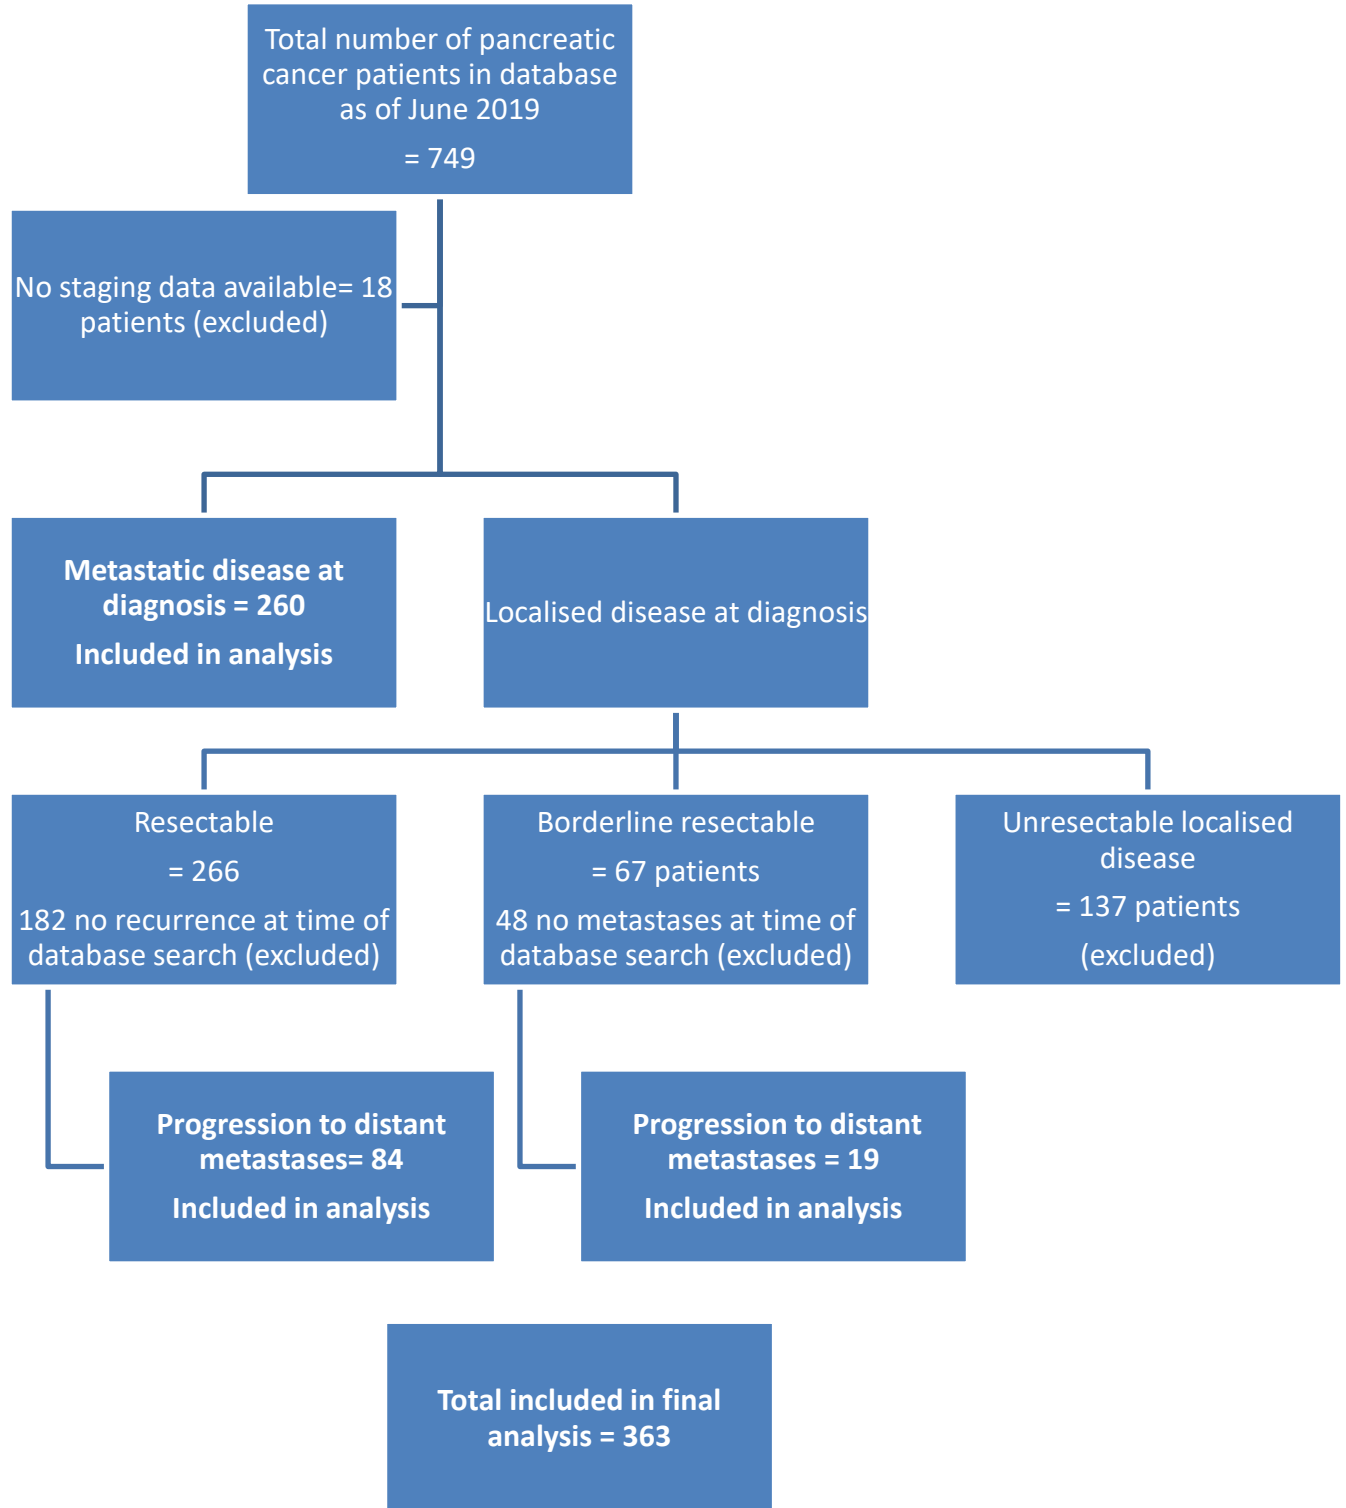 Total number of pancreatic
cancer patients in database
as of June 2019
= 749
No staging data available= 18
patients (excluded)
Metastatic disease at
diagnosis = 260
Included in analysis
Localised disease at diagnosis
Resectable
= 266
182 no recurrence at time of
database search (excluded)
Borderline resectable
= 67 patients
48 no metastases at time of
database search (excluded)
Unresectable localised
disease
= 137 patients
(excluded)
Progression to distant
metastases= 84
Included in analysis
Progression to distant
metastases = 19
Included in analysis
Total included in final
analysis = 363